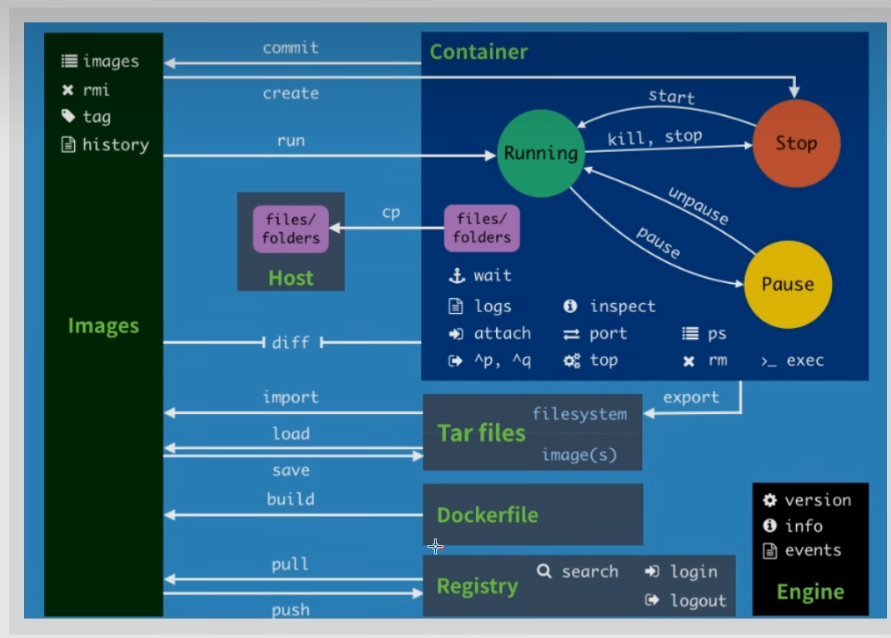 images
rmi
tag
history
Images
commit
create
run
Container
Running
start
kill, stop
Stop
unpause
pause
Pause
files/
folders
Host
cp
files/
folders
wait
logs
inspect
attach
port
ps
^p, ^q
top
rm
>_ exec
diff
export
import
load
save
Tar files
filesystem
image(s)
build
Dockerfile
pull
push
Registry
search
login
logout
version
info
events
Engine